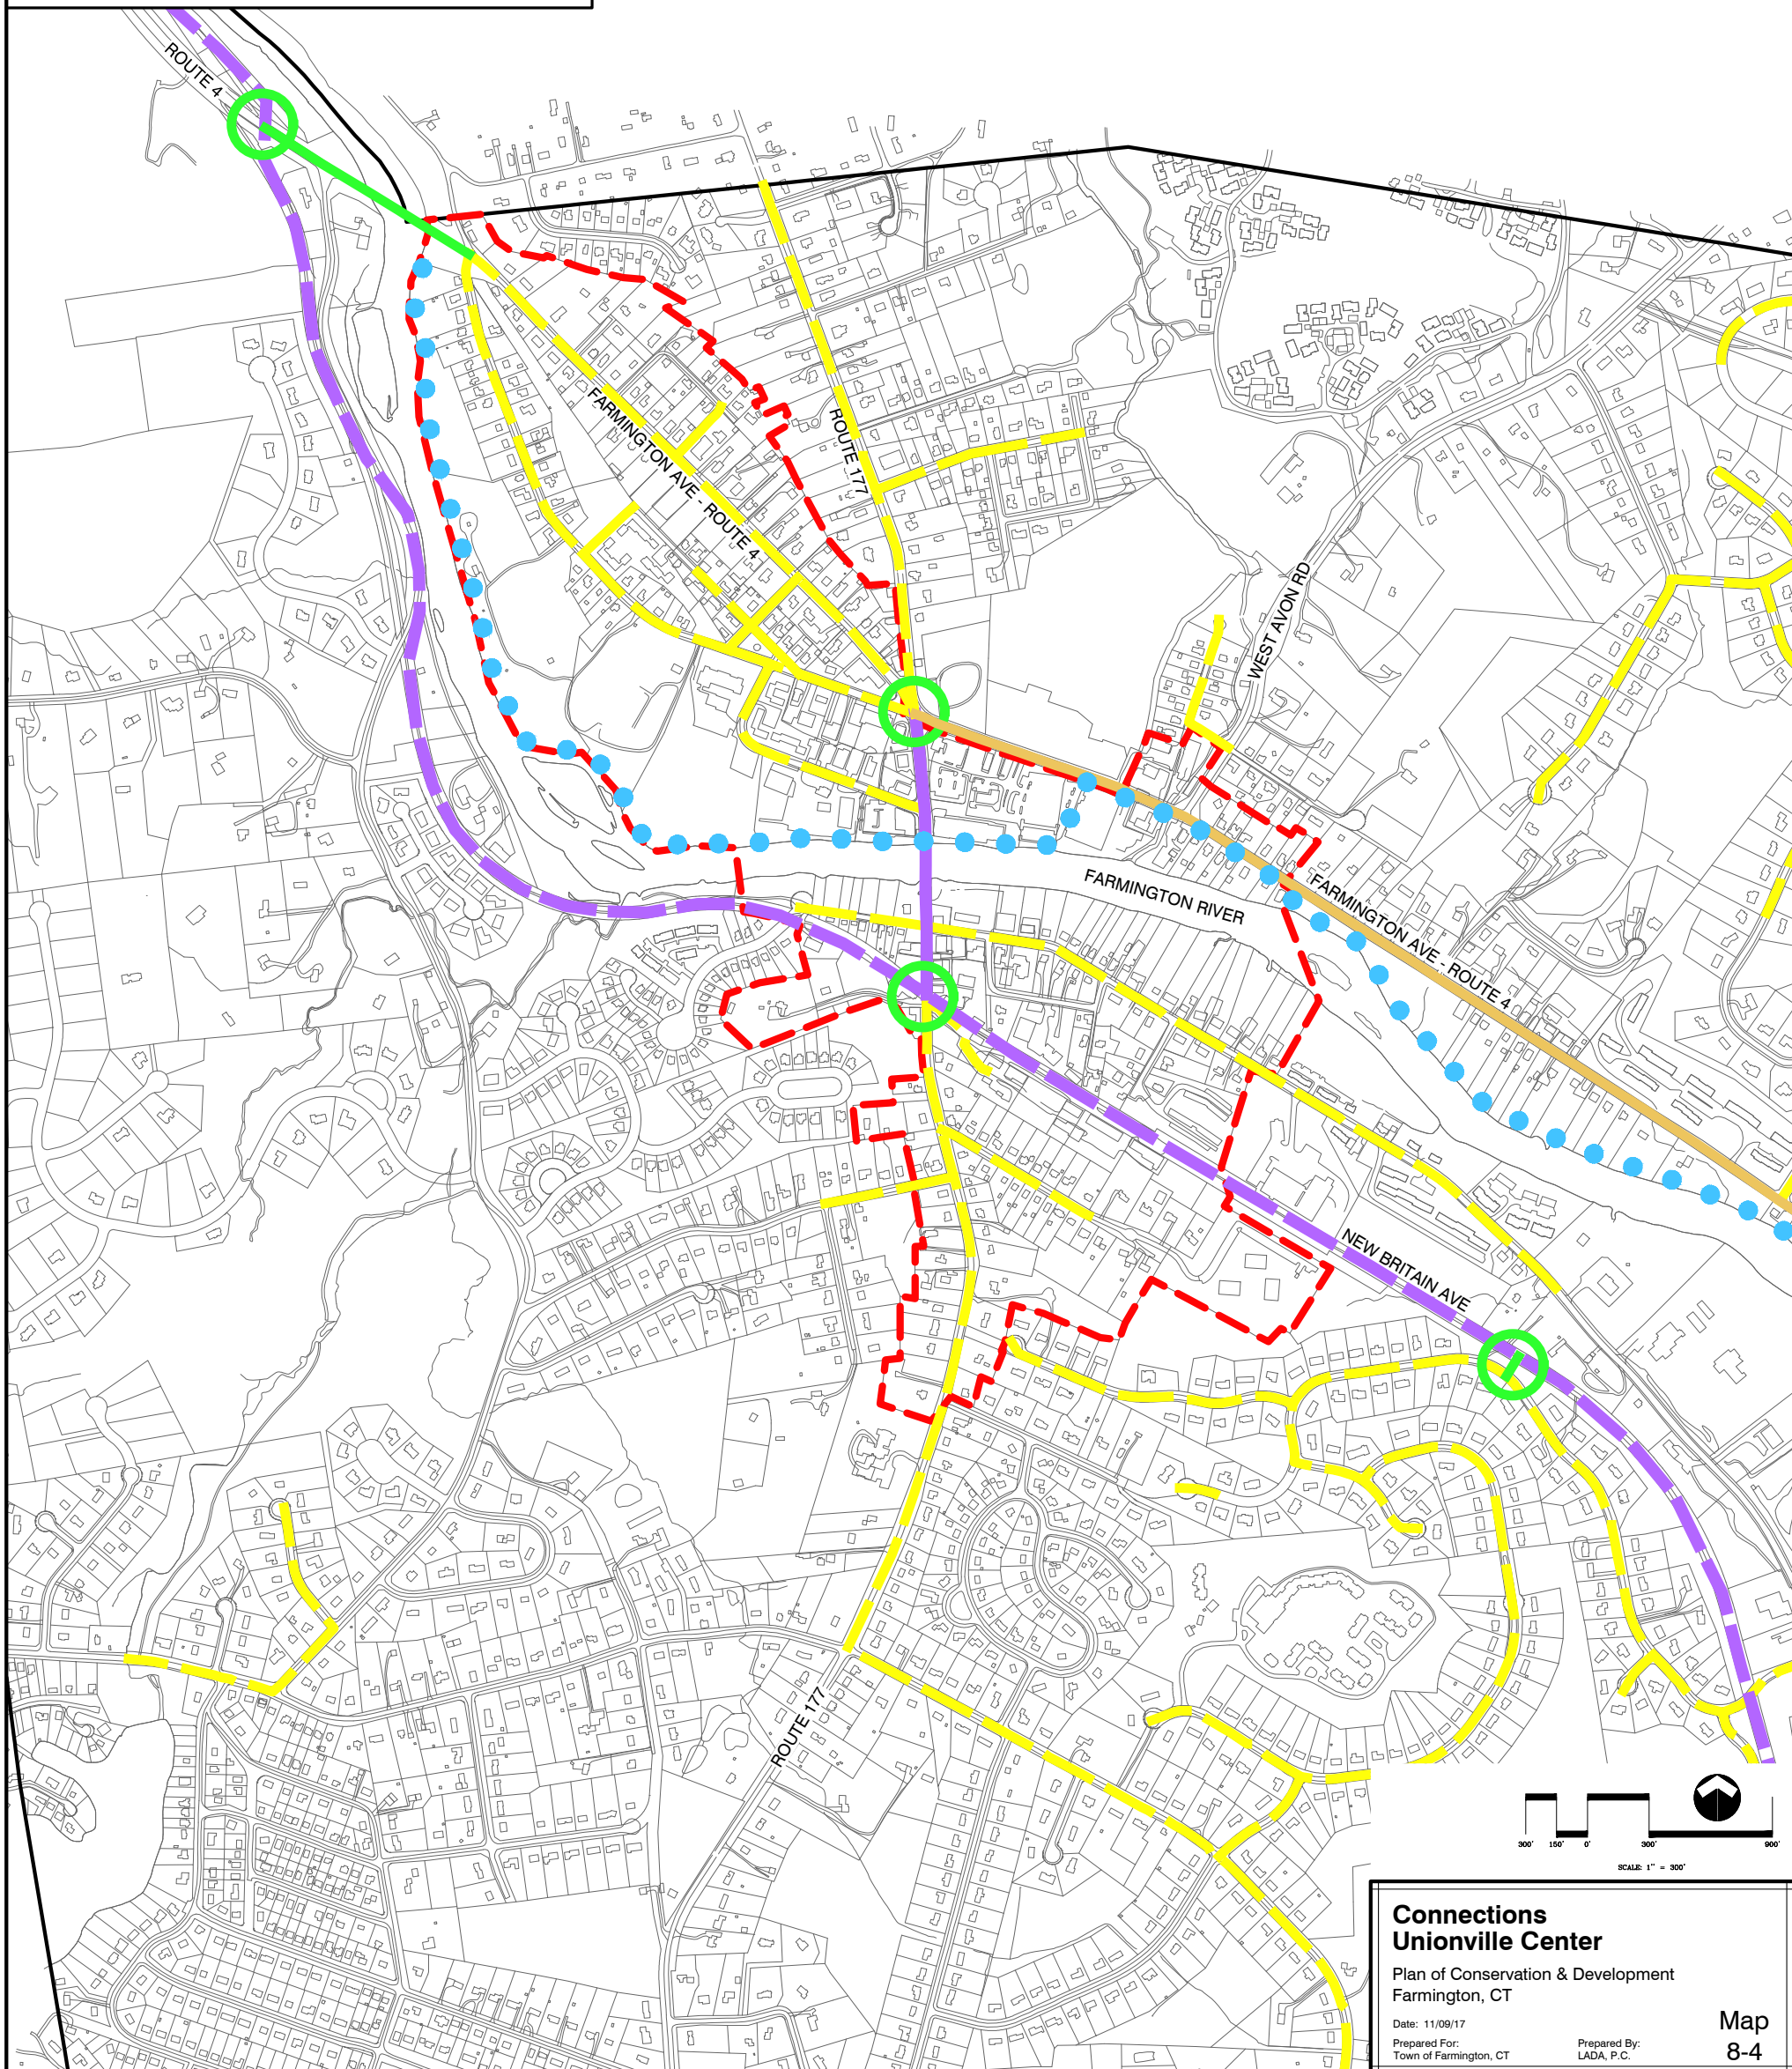 ROUTE 4
FARMINGTON AVE - ROUTE 4
ROUTE 177
WEST AVON RD
FARMINGTON RIVER
FARMINGTON AVE - ROUTE 4
NEW BRITAIN AVE
ROUTE 177
300' 150' 0' 300' 900'
SCALE: 1" = 300'
Connections
Unionville Center
Plan of Conservation & Development
Farmington, CT
Date: 11/09/17
Prepared For:
Town of Farmington, CT
Prepared By:
LADA, P.C.
Map
8-4